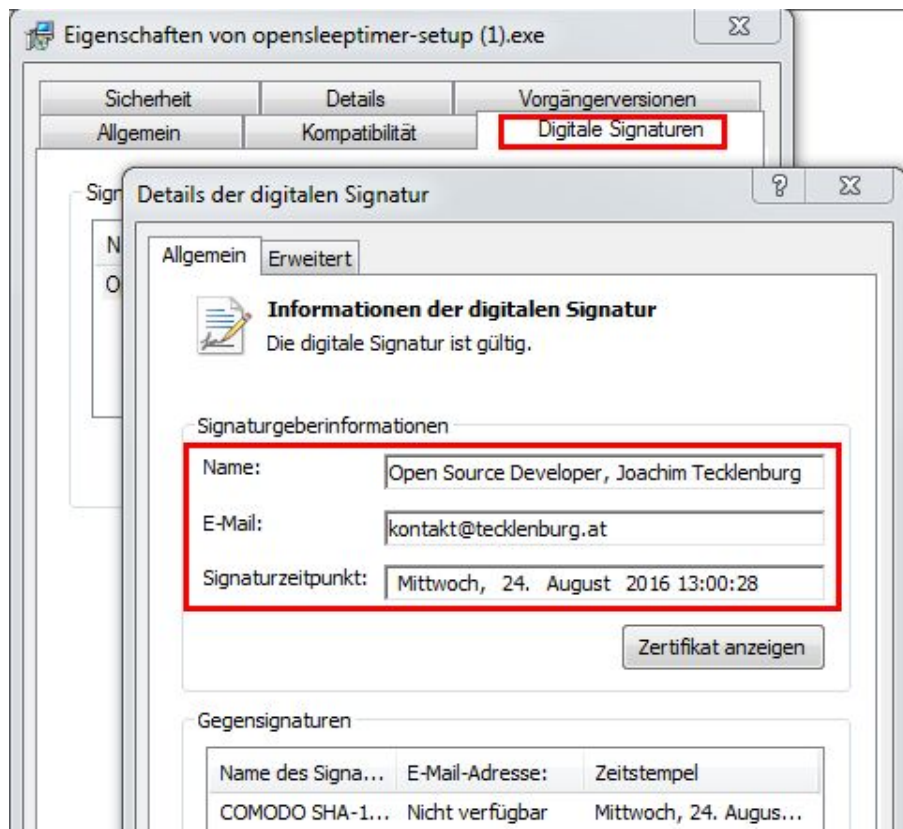 Eigenschaften von opensleeptimer-setup (1).exe
Sicherheit Details Vorgängerversionen
Allgemein Kompatibilität Digitale Signaturen
Sign
N
O
Details der digitalen Signatur
Allgemein Erweitert
Informationen der digitalen Signatur
Die digitale Signatur ist gültig.
Signaturgeberinformationen
Name: Open Source Developer, Joachim Tecklenburg
E-Mail: kontakt@tecklenburg.at
Signaturzeitpunkt: Mittwoch, 24. August 2016 13:00:28
Zertifikat anzeigen
Gegensignaturen
Name des Signa... E-Mail-Adresse: Zeitstempel
COMODO SHA-1... Nicht verfügbar Mittwoch, 24. Augus...